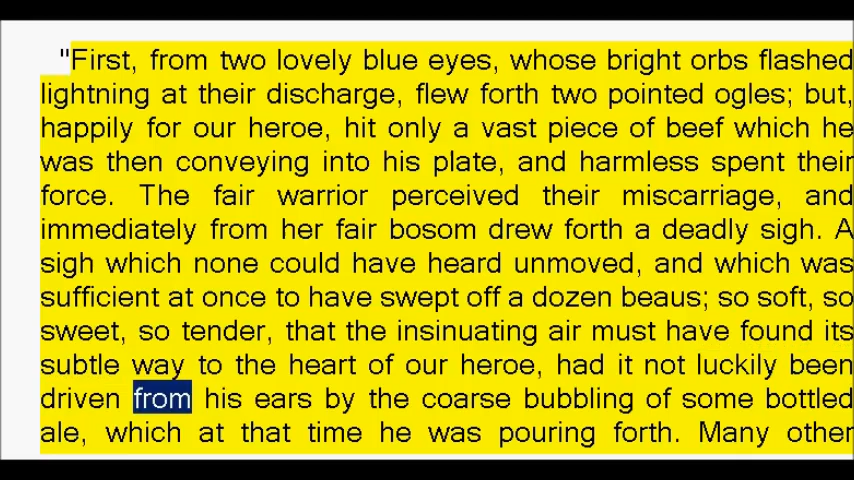 "First, from two lovely blue eyes, whose bright orbs flashed
lightning at their discharge, flew forth two pointed ogles; but,
happily for our heroe, hit only a vast piece of beef which he
was then conveying into his plate, and harmless spent their
force. The fair warrior perceived their miscarriage, and
immediately from her fair bosom drew forth a deadly sigh. A
sigh which none could have heard unmoved, and which was
sufficient at once to have swept off a dozen beaus; so soft, so
sweet, so tender, that the insinuating air must have found its
subtle way to the heart of our heroe, had it not luckily been
driven from his ears by the coarse bubbling of some bottled
ale, which at that time he was pouring forth. Many other